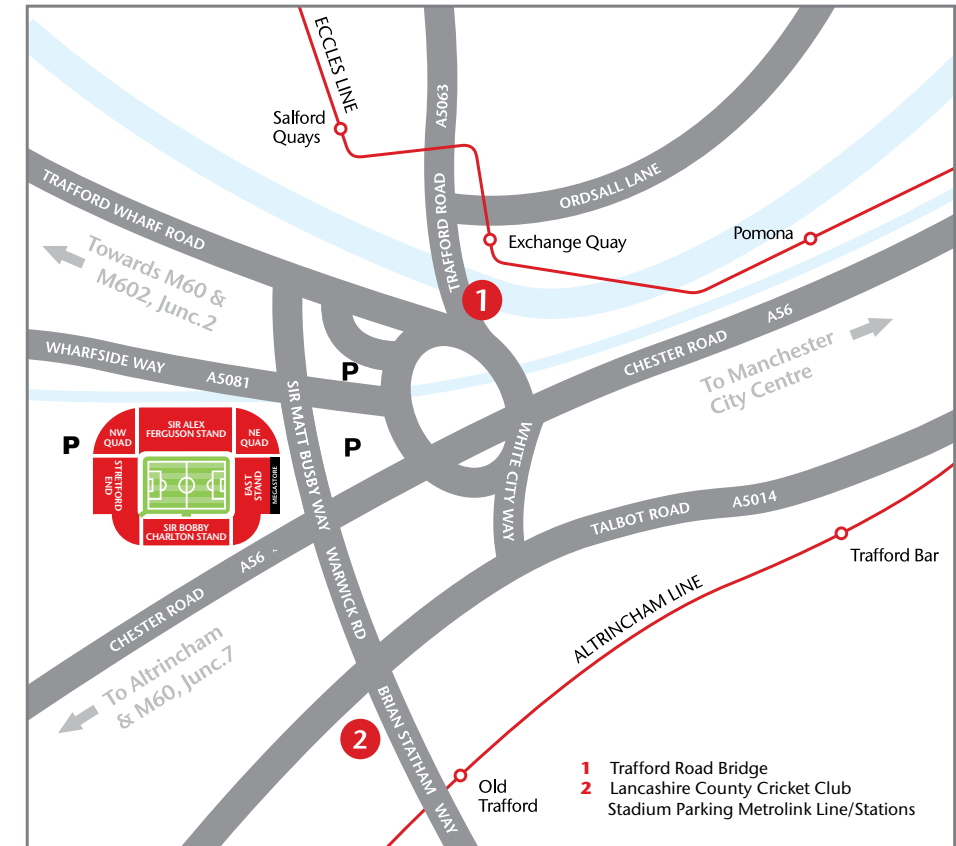 ECCLES LINE
Salford
Quays
A5063
TRAFFORD ROAD
ORDSALL LANE
Exchange Quay
Pomona
TRAFFORD WHARF ROAD
Towards M60 &
M602, Junc.2
1
CHESTER ROAD A56
To Manchester
City Centre
WHARFSIDE WAY A5081
P
P
P
SIR MATT BUSBY WAY
NW
QUAD
SIR ALEX
FERGUSON STAND
NE
QUAD
STRETFORD
END
EAST
STAND
MEGASTORE
SIR BOBBY
CHARLTON STAND
WHITE CITY WAY
TALBOT ROAD A5014
Trafford Bar
CHESTER ROAD A56
WARWICK RD
To Altrincham
& M60, Junc.7
ALTRINCHAM LINE
BRIAN STATHAM WAY
2
Old
Trafford
1 Trafford Road Bridge
2 Lancashire County Cricket Club
Stadium Parking Metrolink Line/Stations